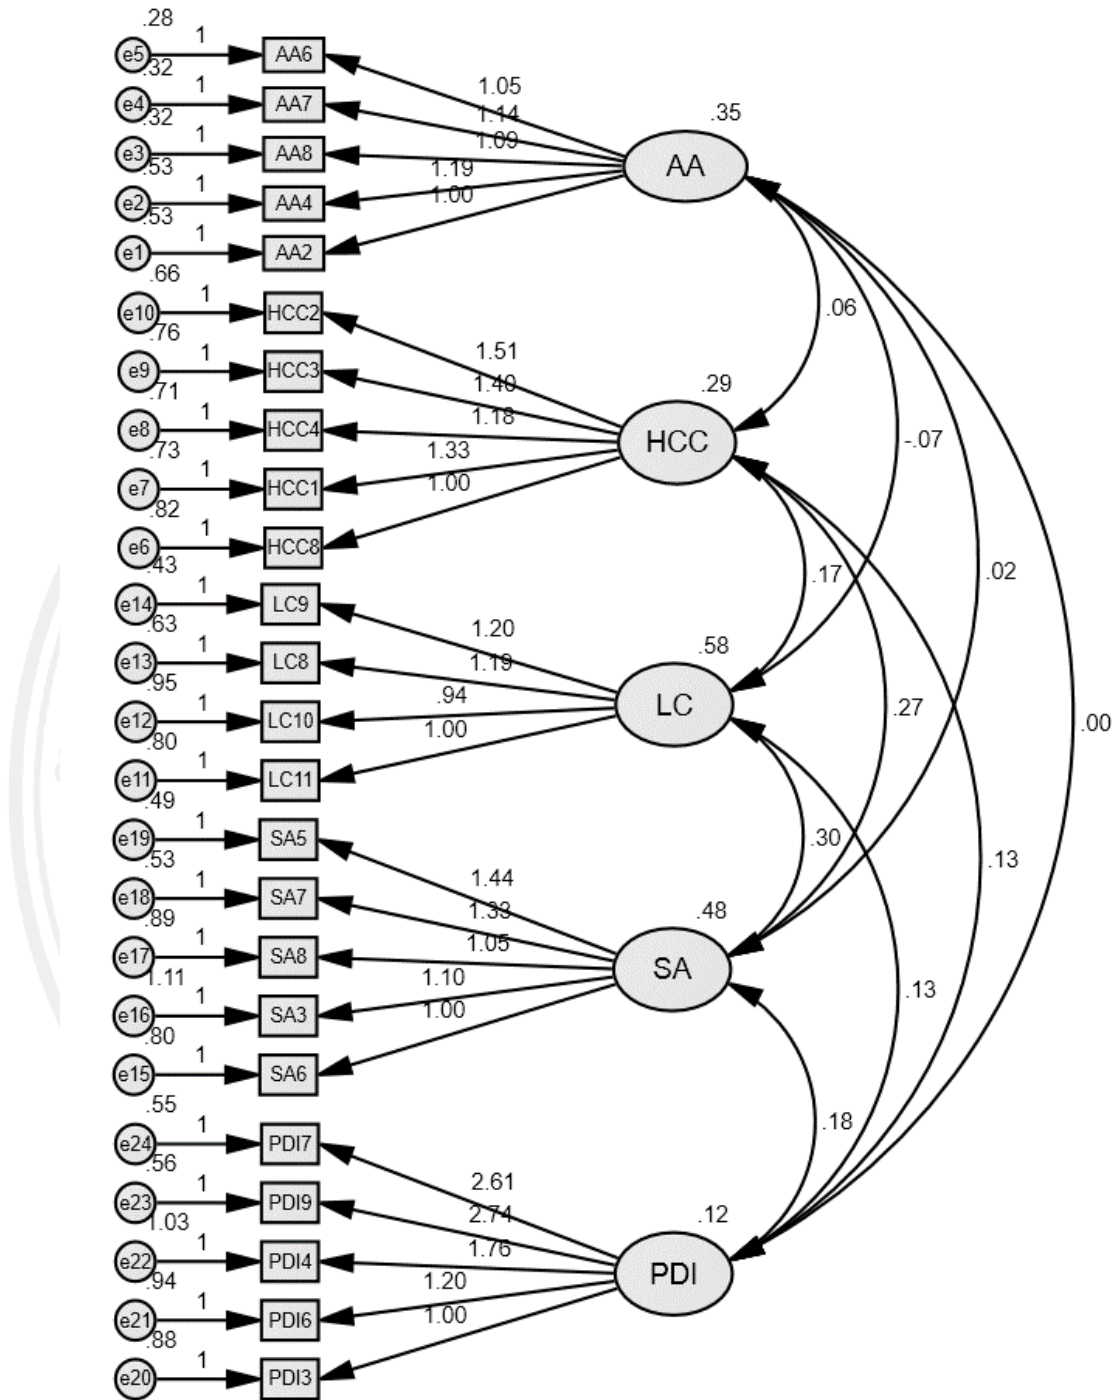 .28
e5 1 AA6
.32
1.05
e4 1 AA7
1.14
.35
.32
AA
e3 1 AA8
1.09
.53
e2 1 AA4
1.19
.53
e1 1 AA2
1.00
.66
e10 1 HCC2
.06
.76
1.51
e9 1 HCC3
1.40
.29
.71
e8 1 HCC4
1.18
HCC
-.07
.73
e7 1 HCC1
1.33
.82
e6 1 HCC8
1.00
.43
.17
.02
e14 1 LC9
.63
1.20
e13 1 LC8
1.19
.58
.95
e12 1 LC10
.94
LC
.27
.00
.80
e11 1 LC11
1.00
.49
e19 1 SA5
.30
.53
1.44
.13
e18 1 SA7
1.33
.48
.89
e17 1 SA8
1.05
SA
1.11
e16 1 SA3
1.10
.13
.80
e15 1 SA6
1.00
.55
e24 1 PDI7
.18
.56
2.61
e23 1 PDI9
2.74
.12
1.03
e22 1 PDI4
1.76
PDI
.94
e21 1 PDI6
1.20
.88
e20 1 PDI3
1.00